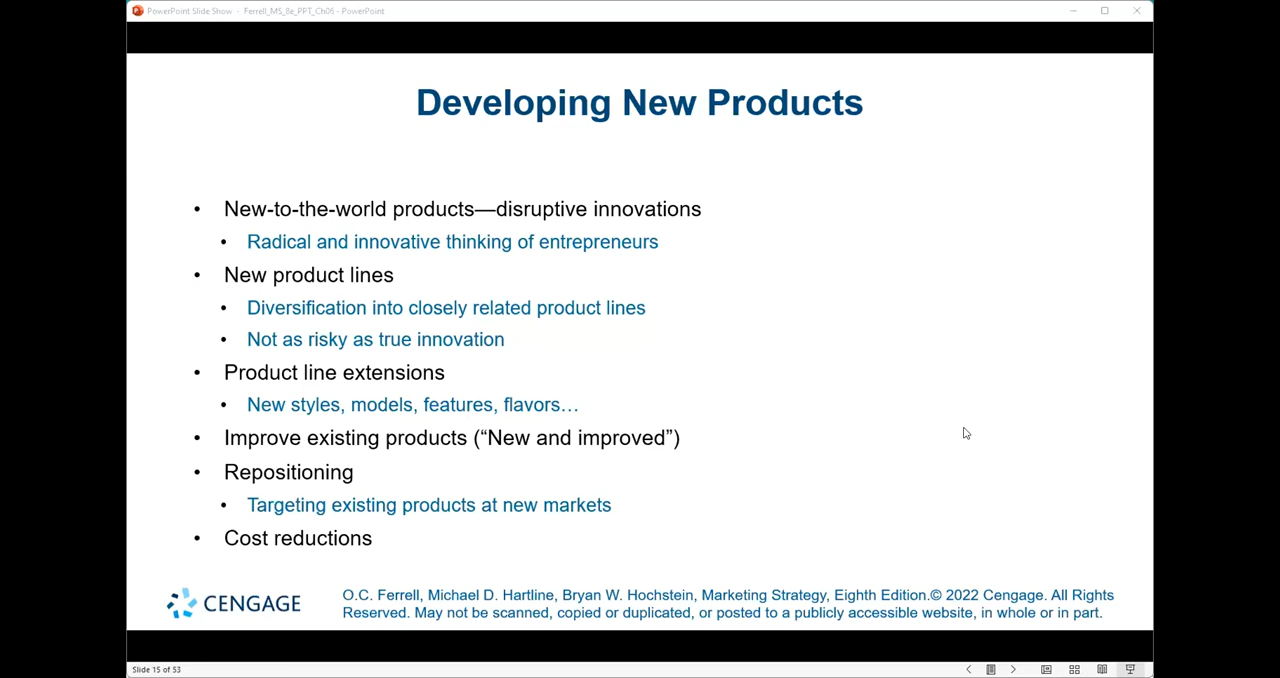 PowerPoint Slide Show - Ferrell_MS_8e_PPT_Ch06 - PowerPoint
Developing New Products
• New-to-the-world products—disruptive innovations
• Radical and innovative thinking of entrepreneurs
• New product lines
• Diversification into closely related product lines
• Not as risky as true innovation
• Product line extensions
• New styles, models, features, flavors…
• Improve existing products (“New and improved”)
• Repositioning
• Targeting existing products at new markets
• Cost reductions
CENGAGE
O.C. Ferrell, Michael D. Hartline, Bryan W. Hochstein, Marketing Strategy, Eighth Edition.© 2022 Cengage. All Rights
Reserved. May not be scanned, copied or duplicated, or posted to a publicly accessible website, in whole or in part.
Slide 15 of 53